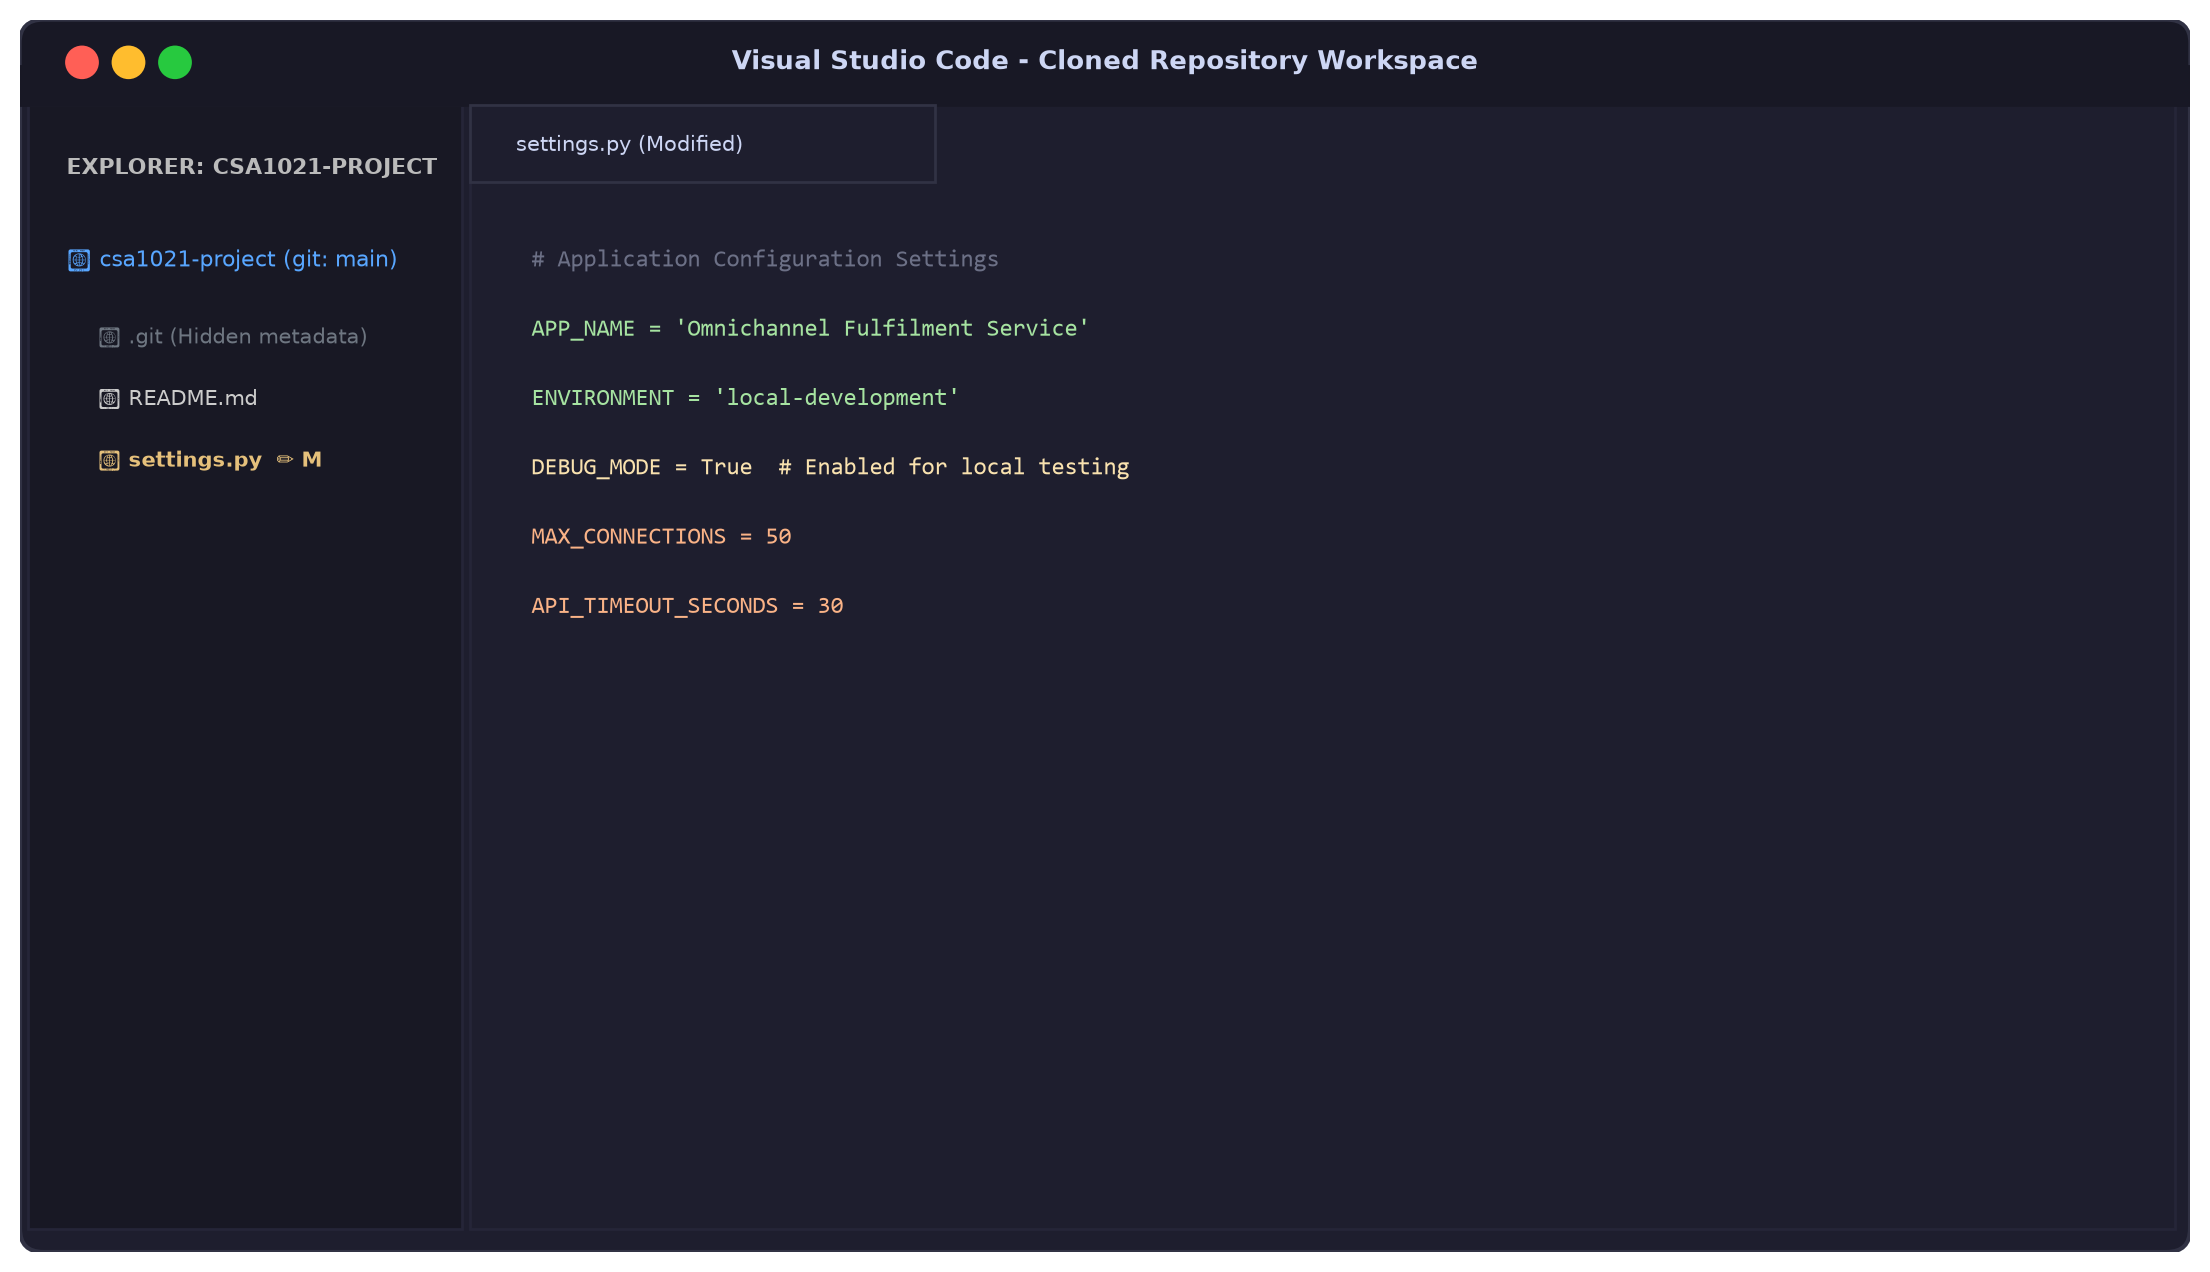 Visual Studio Code - Cloned Repository Workspace
EXPLORER: CSA1021-PROJECT
csa1021-project (git: main)
.git (Hidden metadata)
README.md
settings.py ✏ M
settings.py (Modified)
# Application Configuration Settings
APP_NAME = 'Omnichannel Fulfilment Service'
ENVIRONMENT = 'local-development'
DEBUG_MODE = True  # Enabled for local testing
MAX_CONNECTIONS = 50
API_TIMEOUT_SECONDS = 30